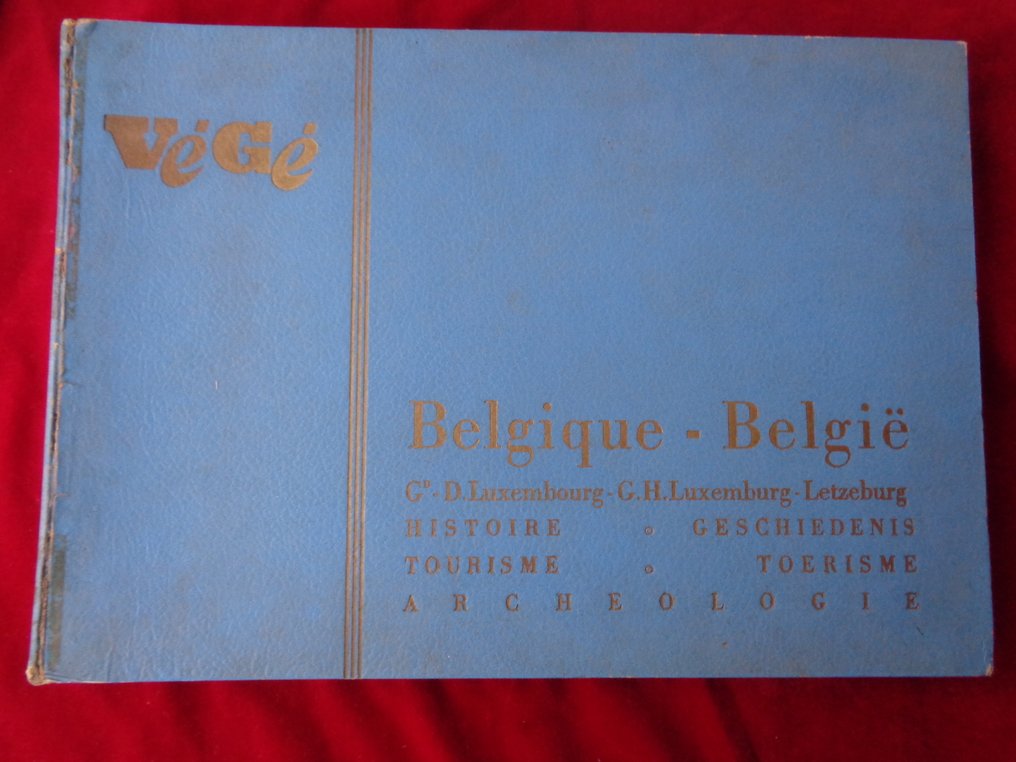 VéGé
Belgique - België
Gᴰ.-D.Luxembourg-G.H.Luxemburg-Letzeburg
HISTOIRE ∘ GESCHIEDENIS
TOURISME ∘ TOERISME
ARCHEOLOGIE